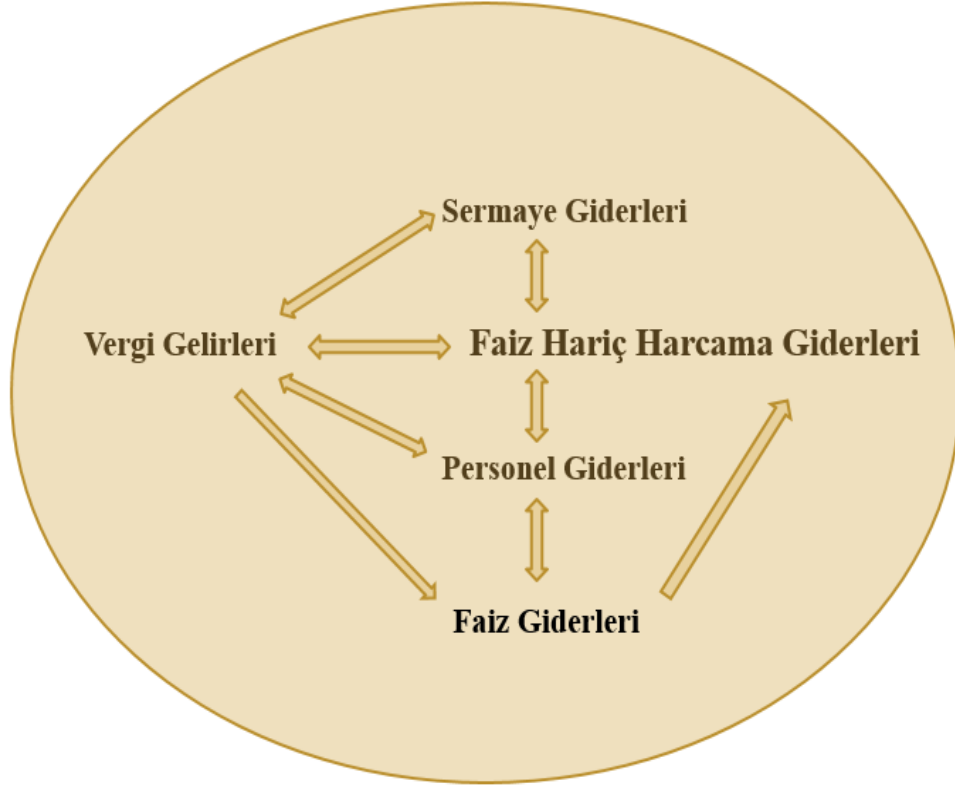 Sermaye Giderleri
Vergi Gelirleri
Faiz Hariç Harcama Giderleri
Personel Giderleri
Faiz Giderleri